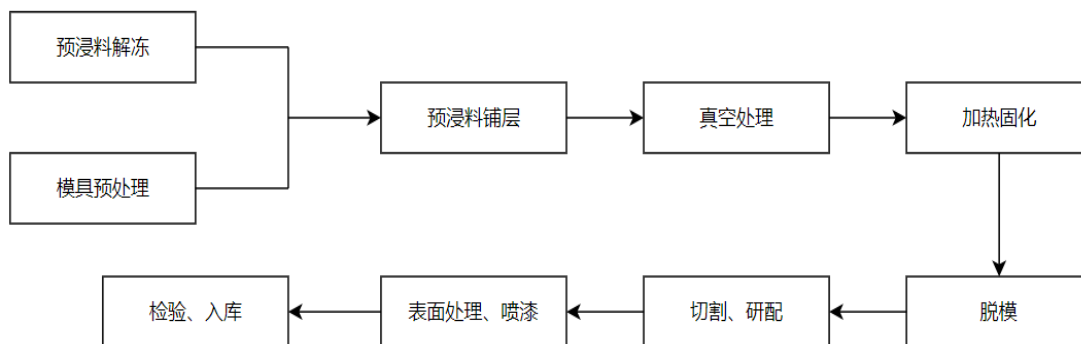 预浸料解冻
模具预处理
预浸料铺层
真空处理
加热固化
脱模
切割、研配
表面处理、喷漆
检验、入库